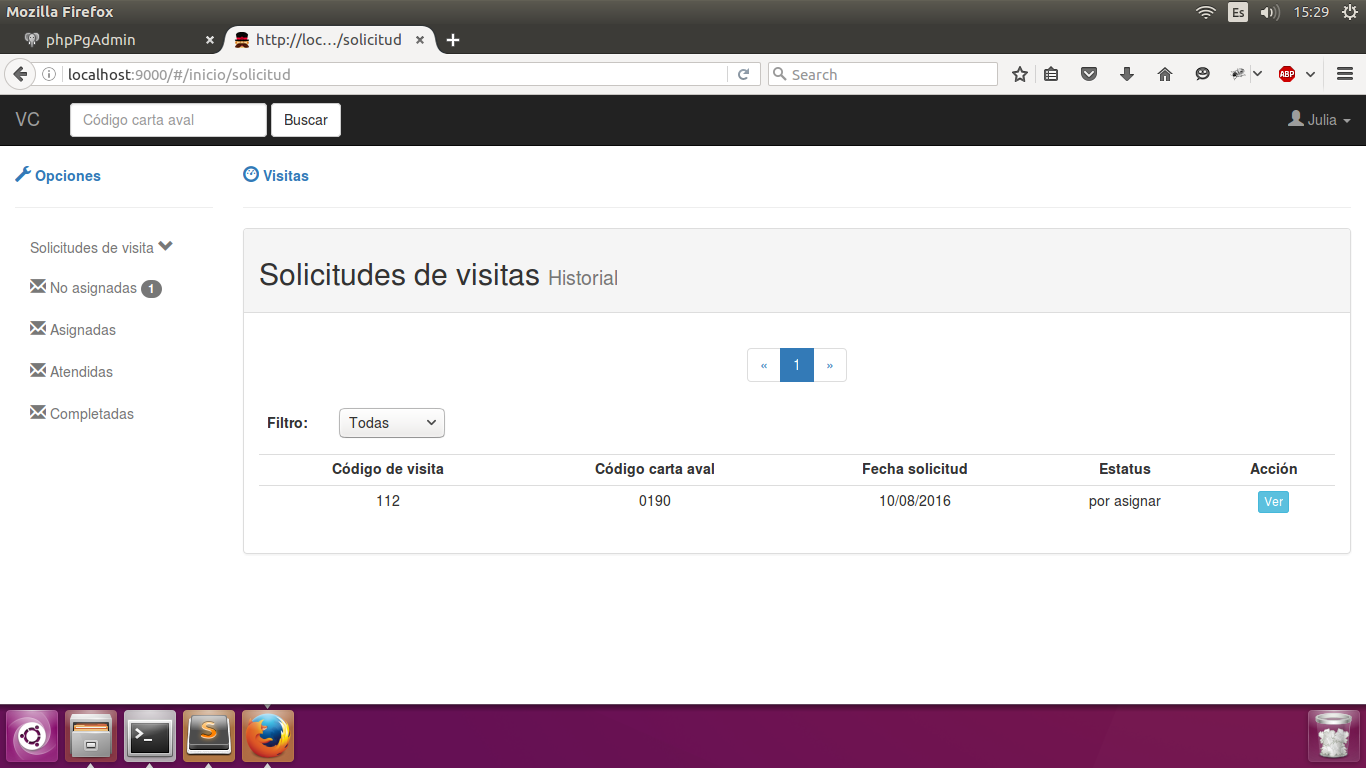 Mozilla Firefox
Es
15:29
phpPgAdmin ×
http://loc.../solicitud × +
localhost:9000/#/inicio/solicitud
Search
ABP
VC
Código carta aval
Buscar
Julia
Opciones
Visitas
Solicitudes de visita
No asignadas 1
Asignadas
Atendidas
Completadas
Solicitudes de visitas Historial
« 1 »
Filtro: Todas
Código de visita Código carta aval Fecha solicitud Estatus Acción
112 0190 10/08/2016 por asignar Ver